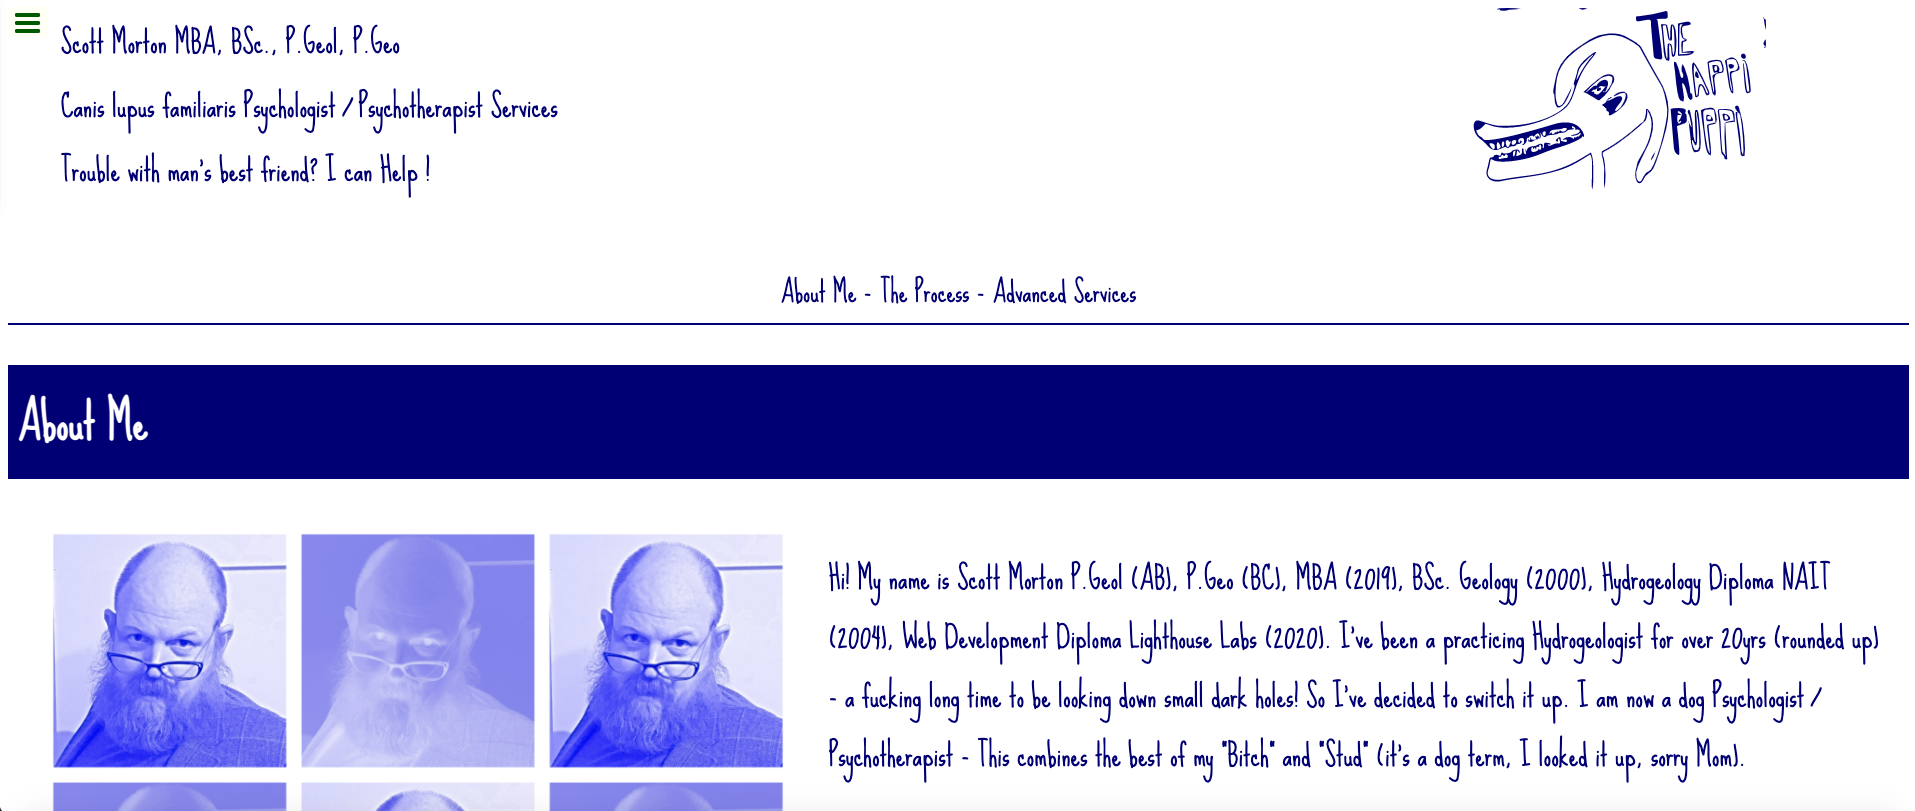 Scott Morton MBA, BSc., P.Geol, P.Geo
Canis lupus familiaris Psychologist / Psychotherapist Services
Trouble with man's best friend? I can Help !
THE
HAPPi
PUPPi
About Me - The Process - Advanced Services
About Me
Hi! My name is Scott Morton P.Geol (AB), P.Geo (BC), MBA (2019), BSc. Geology (2000), Hydrogeology Diploma NAIT
(2004), Web Development Diploma Lighthouse Labs (2020). I've been a practicing Hydrogeologist for over 20yrs (rounded up)
- a fucking long time to be looking down small dark holes! So I've decided to switch it up. I am now a dog Psychologist /
Psychotherapist - This combines the best of my "Bitch" and "Stud" (it's a dog term, I looked it up, sorry Mom).